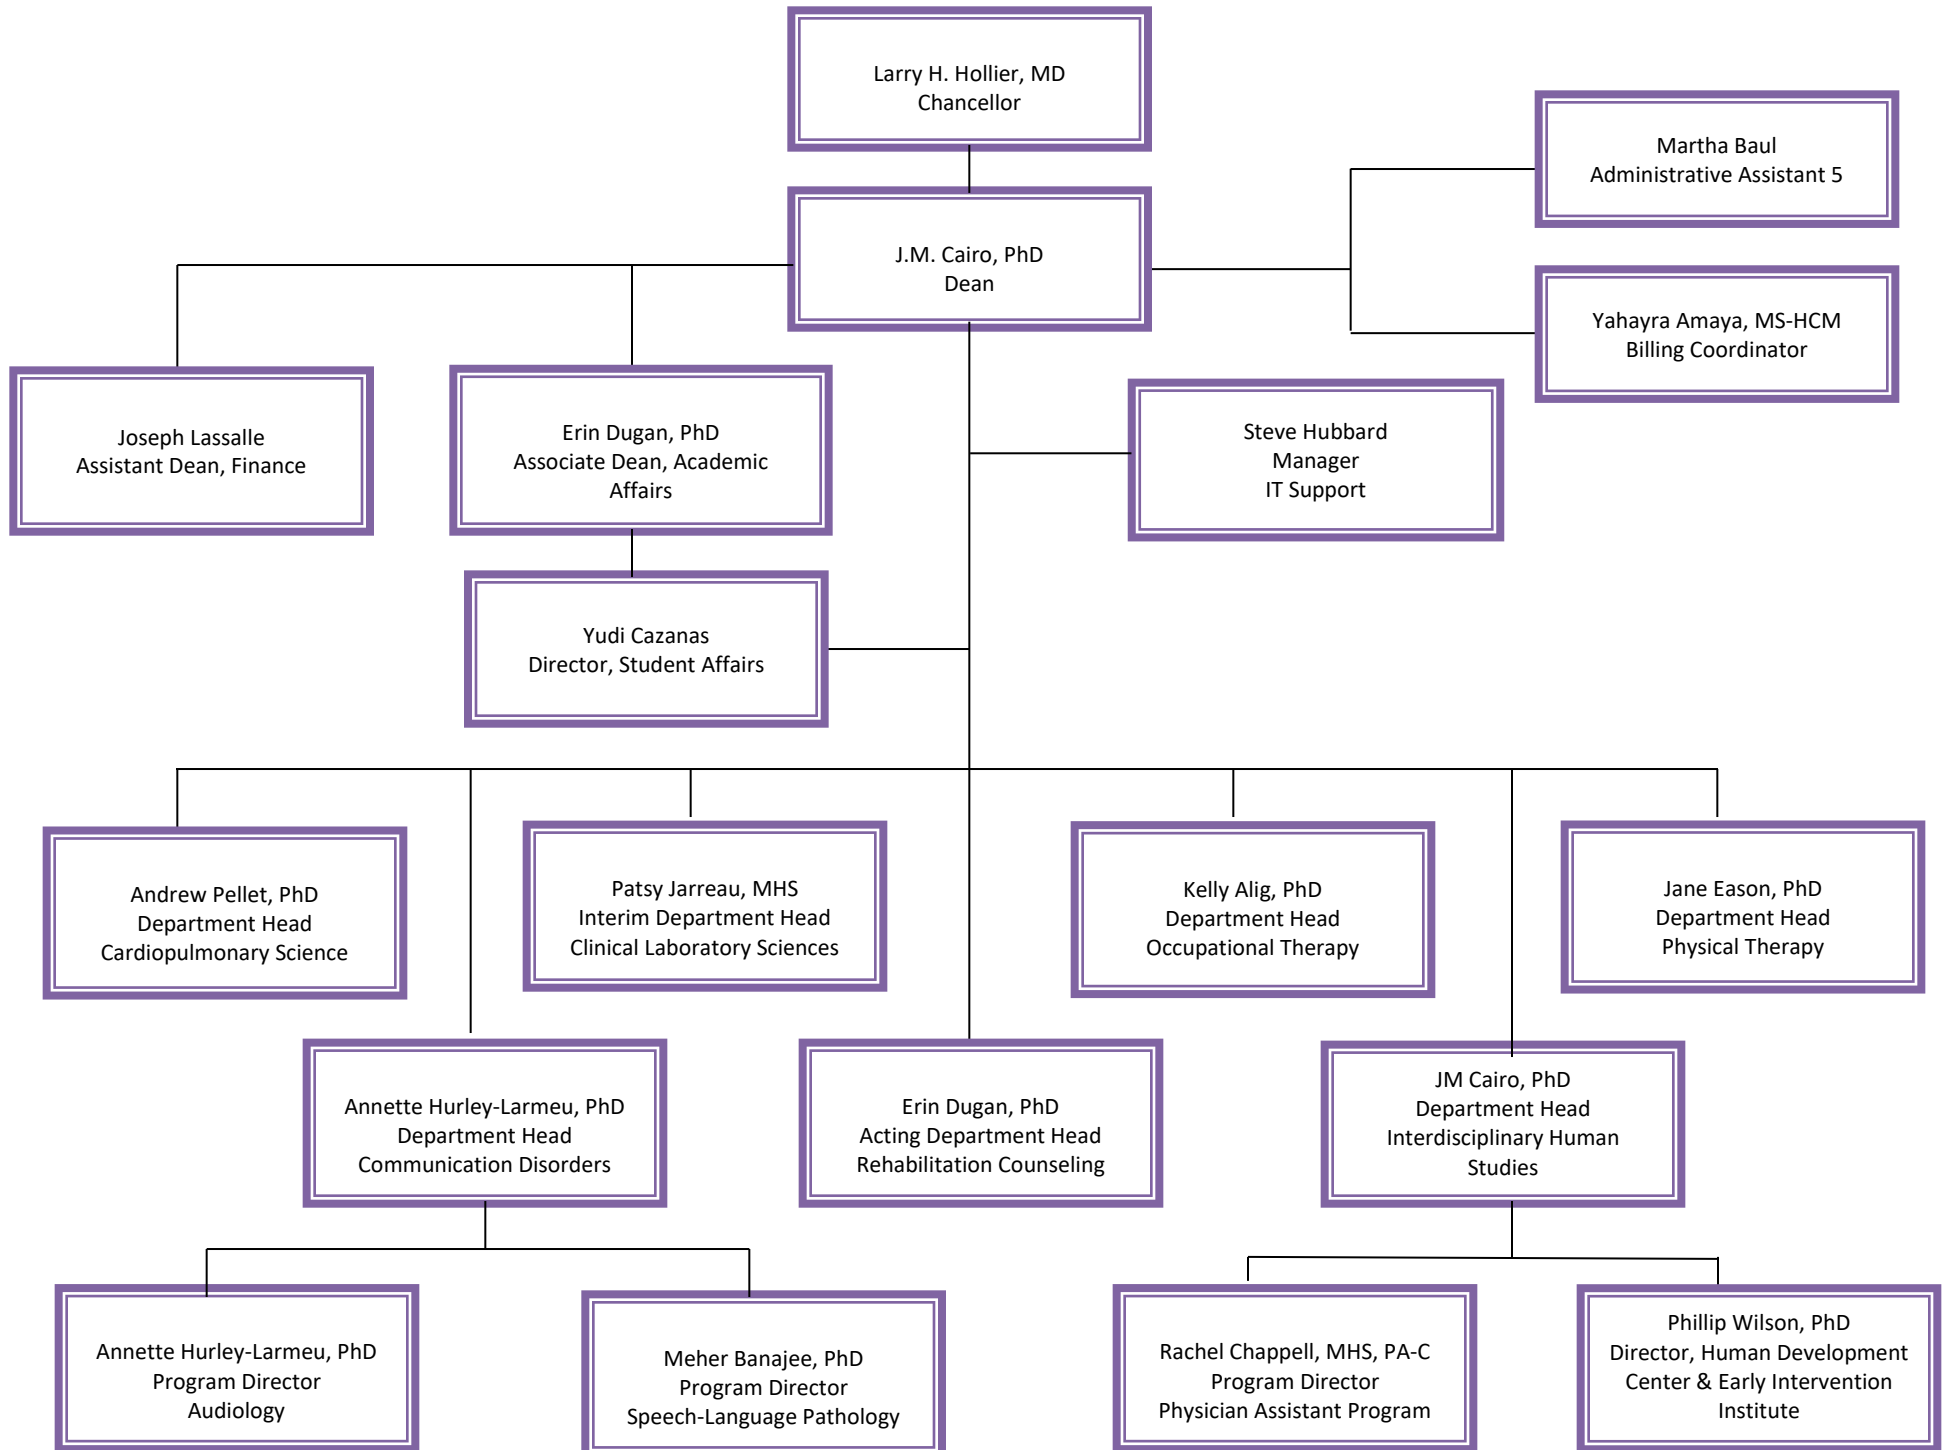 Larry H. Hollier, MD
Chancellor
Martha Baul
Administrative Assistant 5
J.M. Cairo, PhD
Dean
Yahayra Amaya, MS-HCM
Billing Coordinator
Joseph Lassalle
Assistant Dean, Finance
Erin Dugan, PhD
Associate Dean, Academic
Affairs
Steve Hubbard
Manager
IT Support
Yudi Cazanas
Director, Student Affairs
Andrew Pellet, PhD
Department Head
Cardiopulmonary Science
Patsy Jarreau, MHS
Interim Department Head
Clinical Laboratory Sciences
Kelly Alig, PhD
Department Head
Occupational Therapy
Jane Eason, PhD
Department Head
Physical Therapy
Annette Hurley-Larmeu, PhD
Department Head
Communication Disorders
Erin Dugan, PhD
Acting Department Head
Rehabilitation Counseling
JM Cairo, PhD
Department Head
Interdisciplinary Human
Studies
Annette Hurley-Larmeu, PhD
Program Director
Audiology
Meher Banajee, PhD
Program Director
Speech-Language Pathology
Rachel Chappell, MHS, PA-C
Program Director
Physician Assistant Program
Phillip Wilson, PhD
Director, Human Development
Center & Early Intervention
Institute